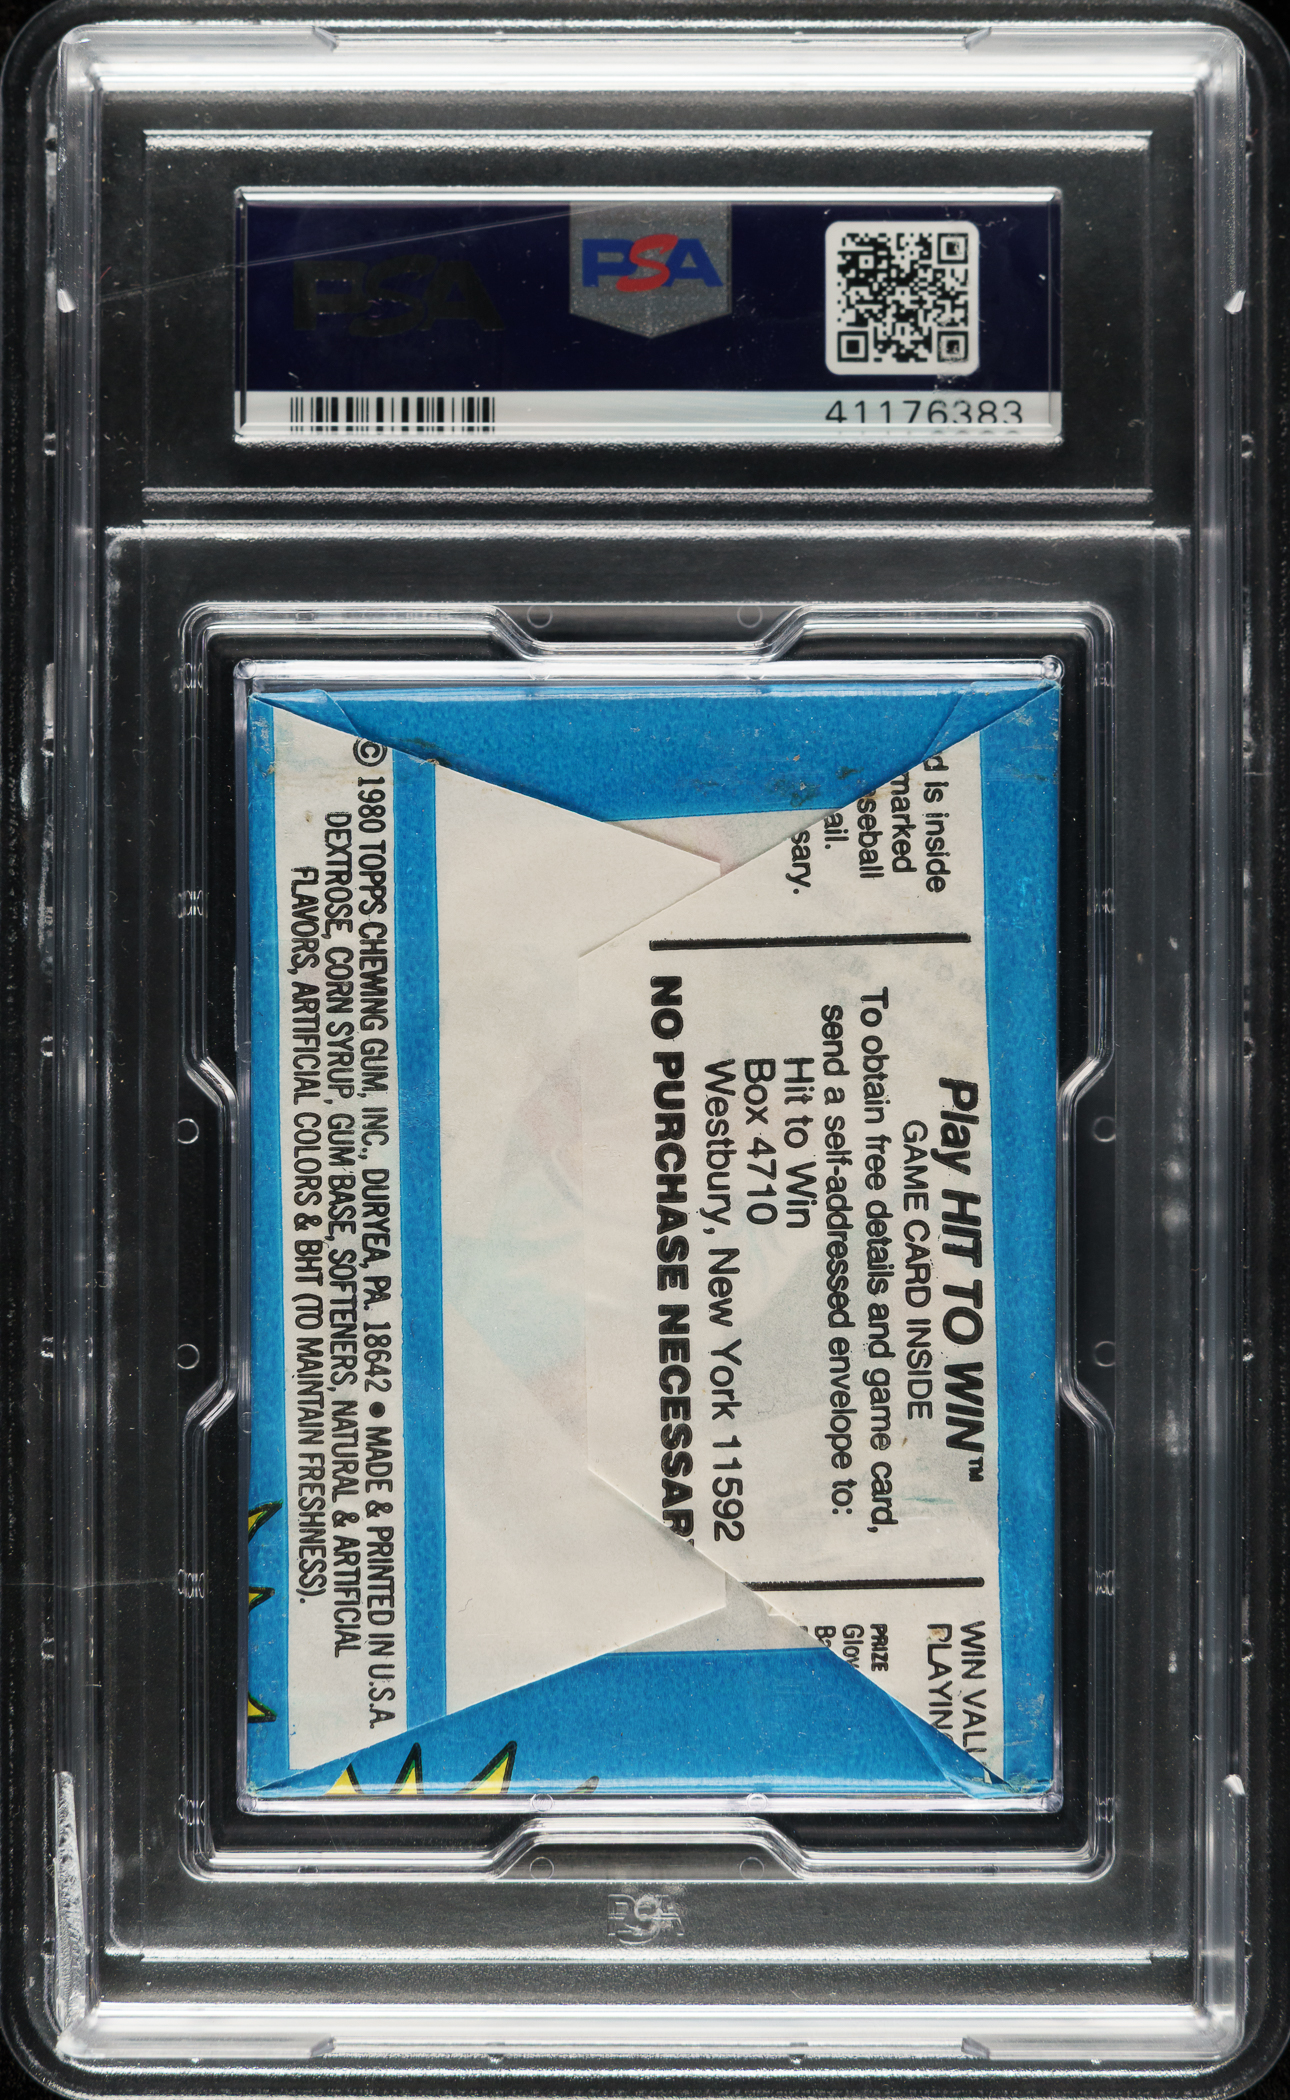 PSA
PSA
41176383
d is inside
marked
seball
ail.
sary.
Play HIT TO WIN™
GAME CARD INSIDE
To obtain free details and game card,
send a self-addressed envelope to:
Hit to Win
Box 4710
Westbury, New York 11592
NO PURCHASE NECESSAR
WIN VAL
PLAYIN
PRIZE
Glov
© 1980 TOPPS CHEWING GUM, INC., DURYEA, PA. 18642 ● MADE & PRINTED IN U.S.A.
DEXTROSE, CORN SYRUP, GUM BASE, SOFTENERS, NATURAL & ARTIFICIAL
FLAVORS, ARTIFICIAL COLORS & BHT (TO MAINTAIN FRESHNESS).